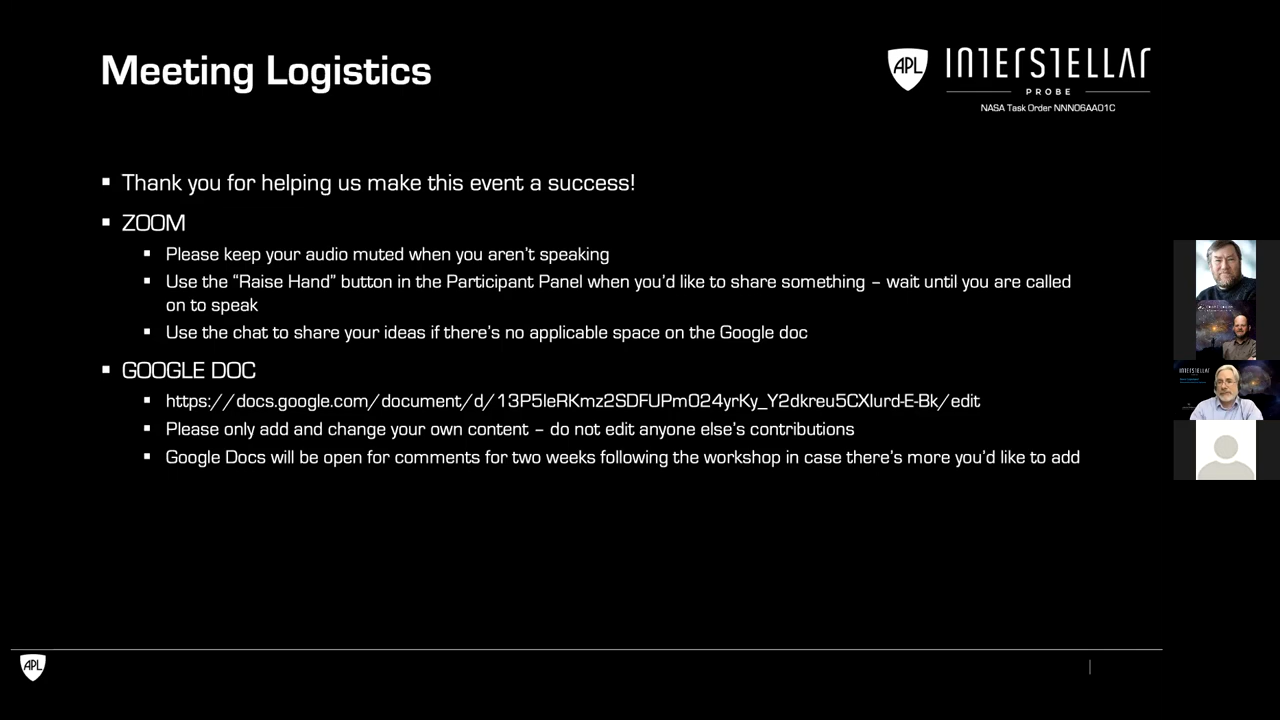 Meeting Logistics
APL
INTERSTELLAR
PROBE
NASA Task Order NNN06AA01C
▪ Thank you for helping us make this event a success!
▪ ZOOM
▪ Please keep your audio muted when you aren't speaking
▪ Use the “Raise Hand” button in the Participant Panel when you'd like to share something – wait until you are called
on to speak
▪ Use the chat to share your ideas if there's no applicable space on the Google doc
▪ GOOGLE DOC
▪ https://docs.google.com/document/d/13P5leRKmz2SDFUPm024yrKy_Y2dkreu5CXlurd-E-Bk/edit
▪ Please only add and change your own content – do not edit anyone else's contributions
▪ Google Docs will be open for comments for two weeks following the workshop in case there's more you'd like to add
INTERSTELLAR
APL